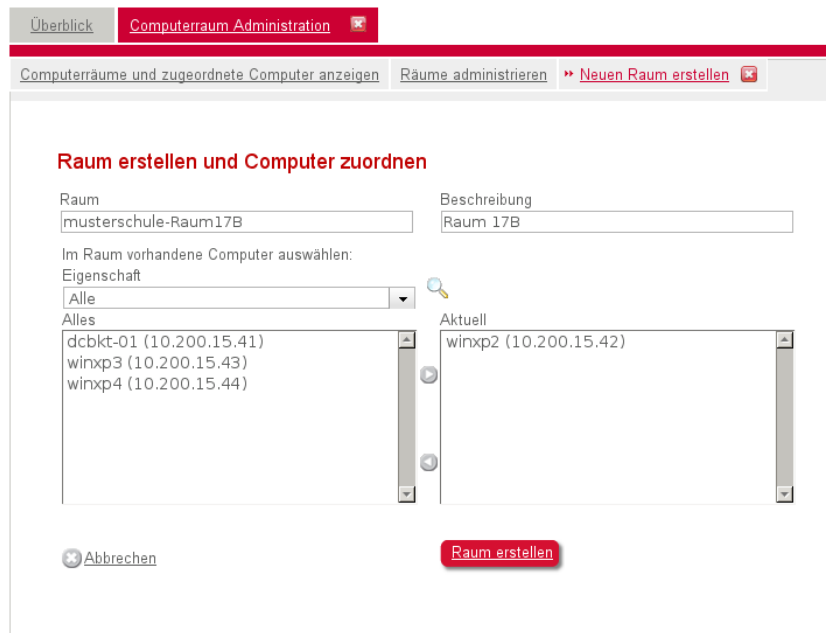 Überblick Computerraum Administration
Computerräume und zugeordnete Computer anzeigen Räume administrieren Neuen Raum erstellen
Raum erstellen und Computer zuordnen
Raum Beschreibung
musterschule-Raum17B Raum 17B
Im Raum vorhandene Computer auswählen:
Eigenschaft
Alle
Alles Aktuell
dcbkt-01 (10.200.15.41) winxp2 (10.200.15.42)
winxp3 (10.200.15.43)
winxp4 (10.200.15.44)
Abbrechen Raum erstellen